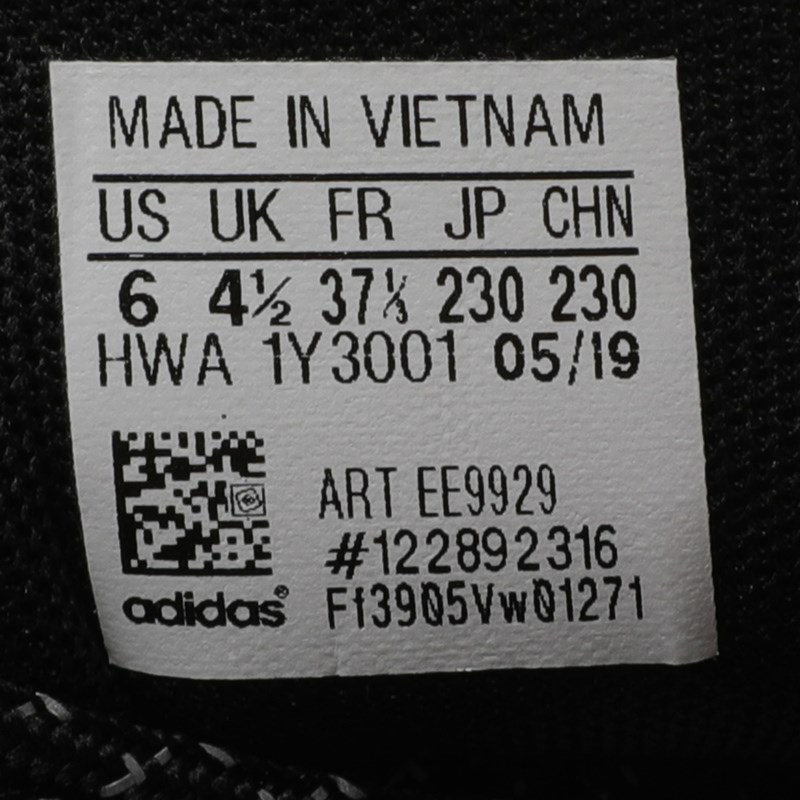 MADE IN VIETNAM
US UK FR JP CHN
6 4½ 37⅓ 230 230
HWA 1Y3001 05/19
ART EE9929
#122892316
Ff3905Vw01271
adidas®